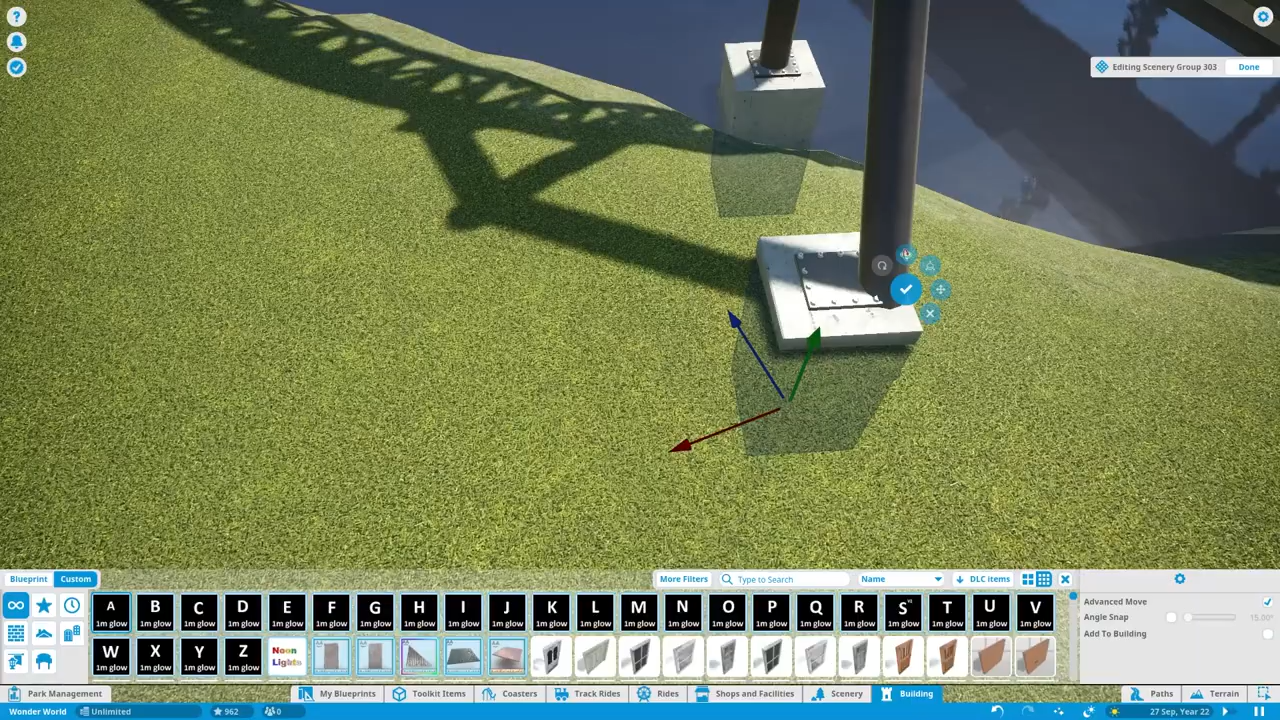 ?
Editing Scenery Group 303 Done
Blueprint Custom
More Filters Type to Search Name DLC items
A B C D E F G H I J K L M N O P Q R S" T U V
1m glow 1m glow 1m glow 1m glow 1m glow 1m glow 1m glow 1m glow 1m glow 1m glow 1m glow 1m glow 1m glow 1m glow 1m glow 1m glow 1m glow 1m glow 1m glow 1m glow 1m glow 1m glow
W X Y Z Neon Lights
1m glow 1m glow 1m glow 1m glow
Advanced Move
Angle Snap 15.00°
Add To Building
Park Management My Blueprints Toolkit Items Coasters Track Rides Rides Shops and Facilities Scenery Building Paths Terrain
Wonder World Unlimited 962 0 27 Sep, Year 22